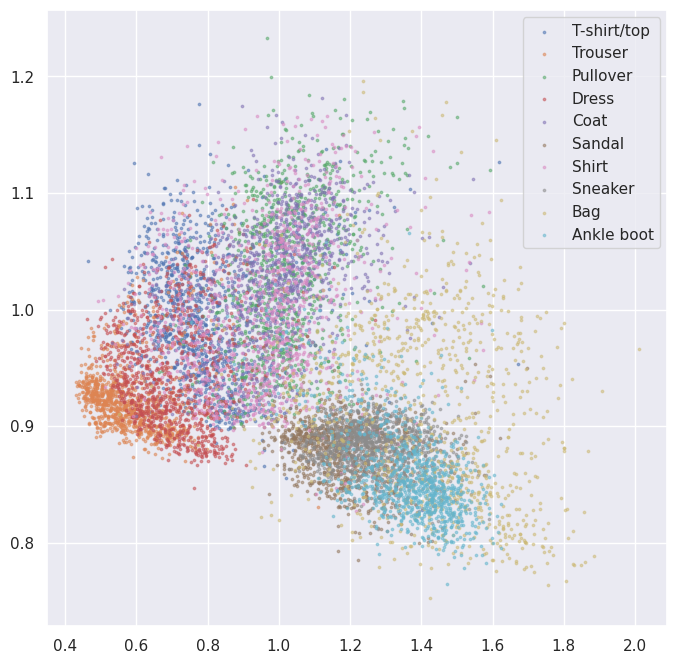 T-shirt/top
Trouser
Pullover
Dress
Coat
Sandal
Shirt
Sneaker
Bag
Ankle boot
1.2
1.1
1.0
0.9
0.8
0.4 0.6 0.8 1.0 1.2 1.4 1.6 1.8 2.0